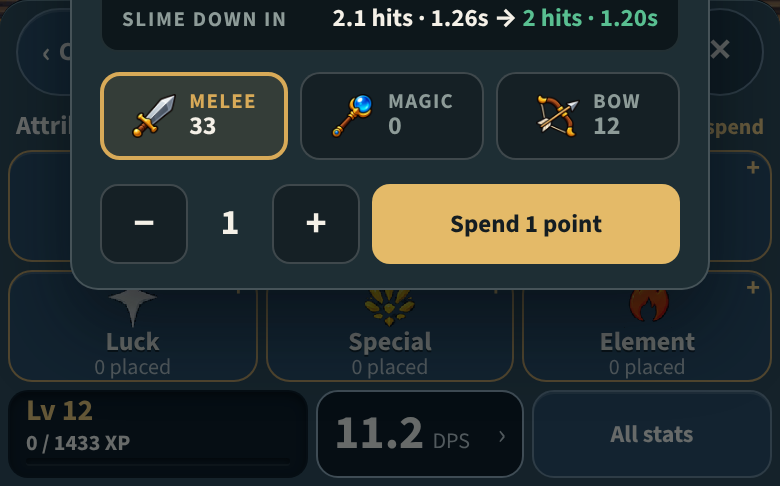 SLIME DOWN IN 2.1 hits · 1.26s → 2 hits · 1.20s
MELEE
33
MAGIC
0
BOW
12
spend
− 1 +
Spend 1 point
Luck
0 placed
Special
0 placed
Element
0 placed
Lv 12
0 / 1433 XP
11.2 DPS ›
All stats